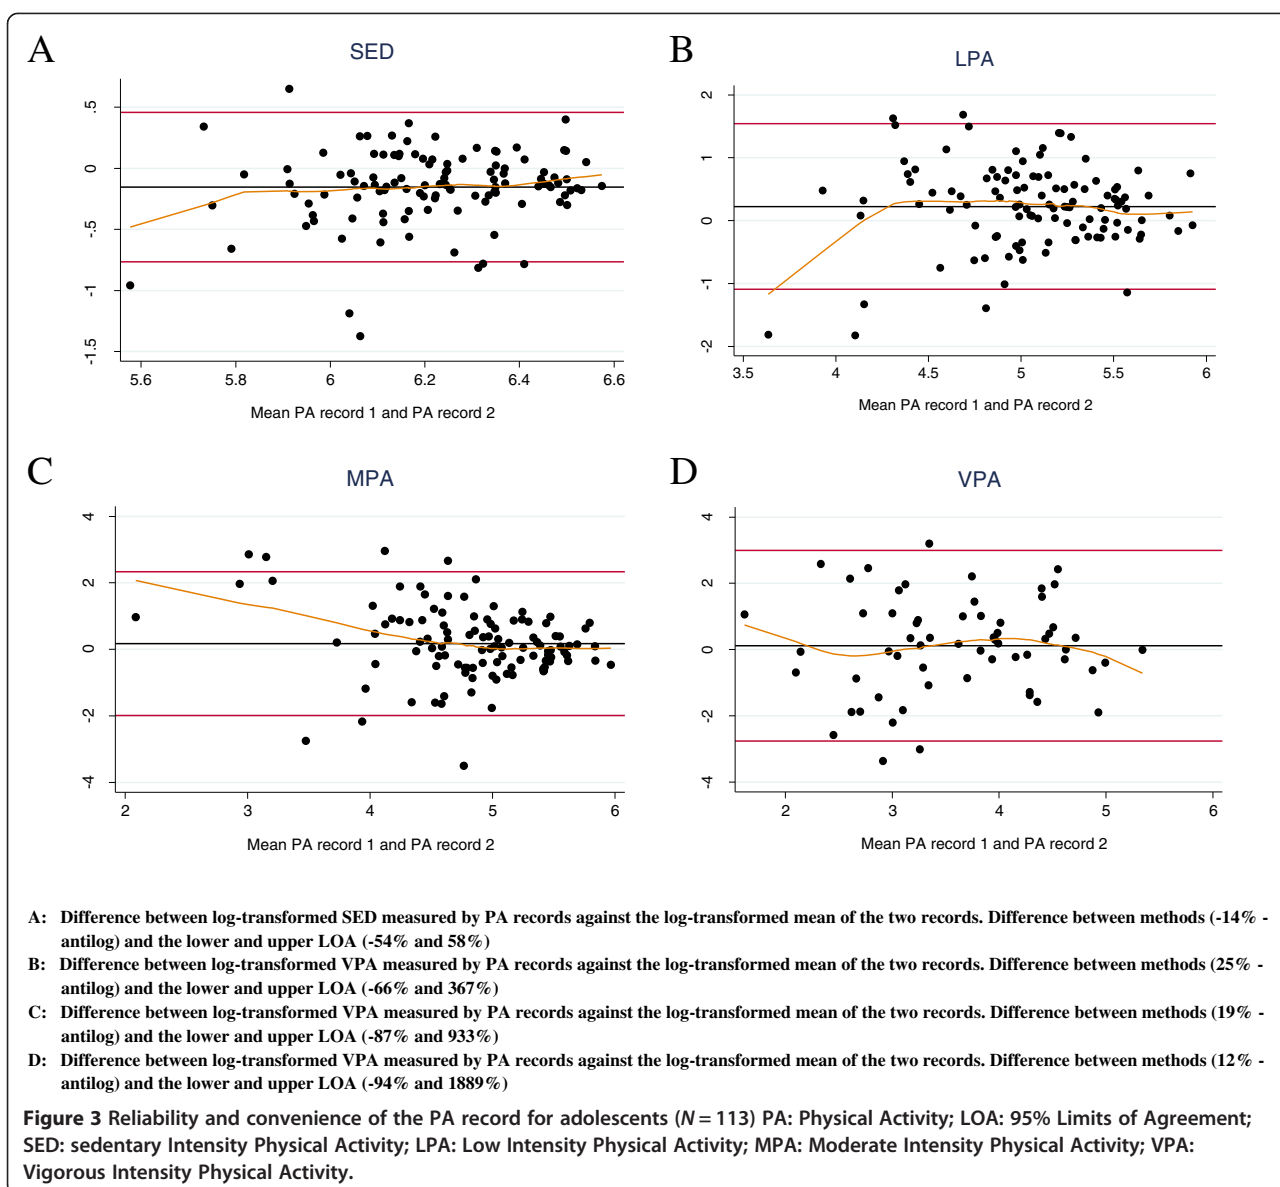 A
SED
.5
0
-.5
-1
-1.5
5.6 5.8 6 6.2 6.4 6.6
Mean PA record 1 and PA record 2
B
LPA
2
1
0
-1
-2
3.5 4 4.5 5 5.5 6
Mean PA record 1 and PA record 2
C
MPA
4
2
0
-2
-4
2 3 4 5 6
Mean PA record 1 and PA record 2
D
VPA
4
2
0
-2
-4
2 3 4 5 6
Mean PA record 1 and PA record 2
A: Difference between log-transformed SED measured by PA records against the log-transformed mean of the two records. Difference between methods (-14% -
antilog) and the lower and upper LOA (-54% and 58%)
B: Difference between log-transformed VPA measured by PA records against the log-transformed mean of the two records. Difference between methods (25% -
antilog) and the lower and upper LOA (-66% and 367%)
C: Difference between log-transformed VPA measured by PA records against the log-transformed mean of the two records. Difference between methods (19% -
antilog) and the lower and upper LOA (-87% and 933%)
D: Difference between log-transformed VPA measured by PA records against the log-transformed mean of the two records. Difference between methods (12% -
antilog) and the lower and upper LOA (-94% and 1889%)
Figure 3 Reliability and convenience of the PA record for adolescents (N = 113) PA: Physical Activity; LOA: 95% Limits of Agreement;
SED: sedentary Intensity Physical Activity; LPA: Low Intensity Physical Activity; MPA: Moderate Intensity Physical Activity; VPA:
Vigorous Intensity Physical Activity.